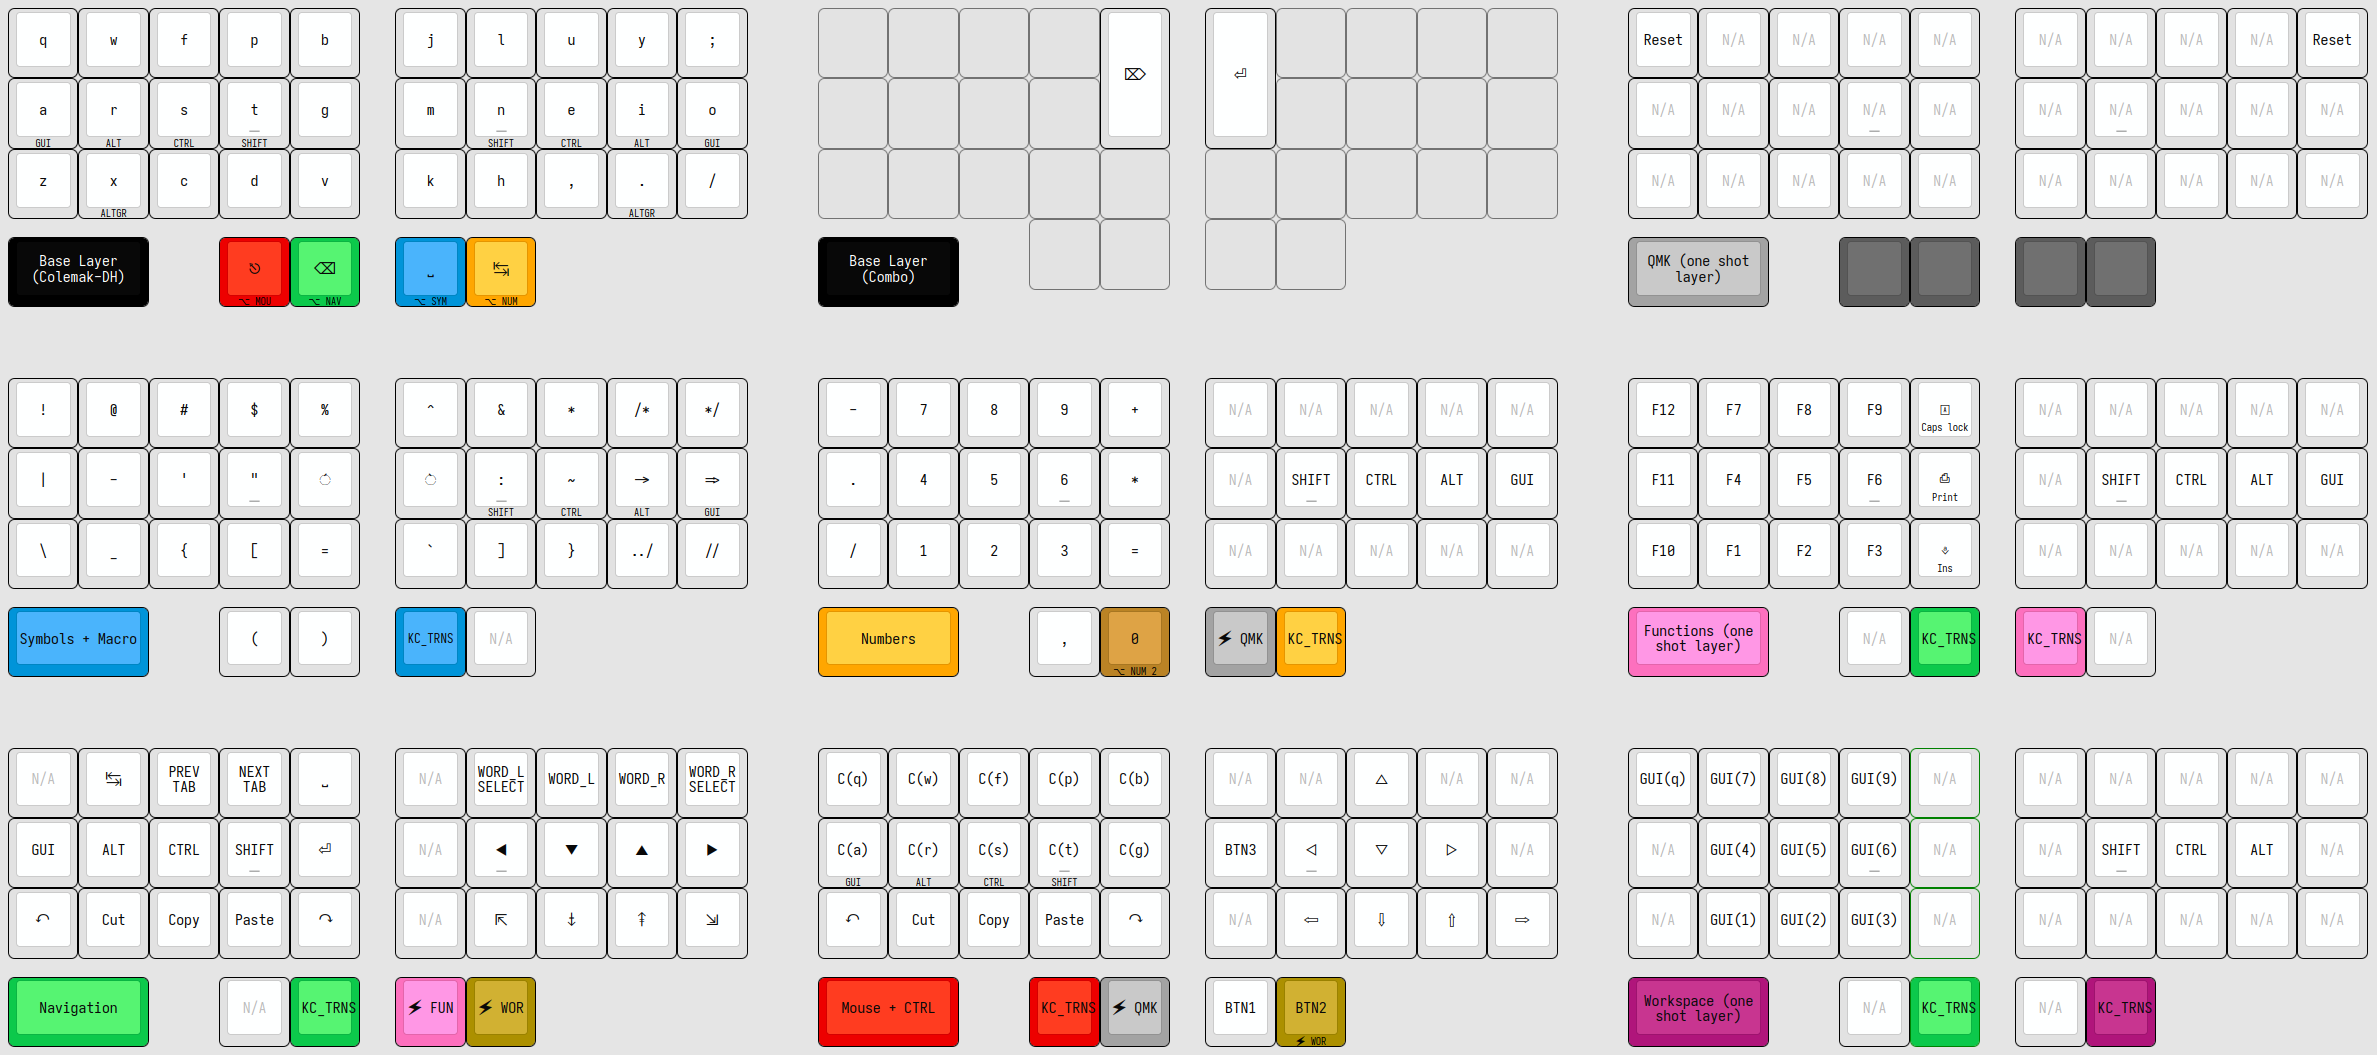 q w f p b j l u y ;
a r s t g m n e i o
GUI ALT CTRL SHIFT SHIFT CTRL ALT GUI
z x c d v k h , . /
ALTGR ALTGR
Base Layer
(Colemak-DH)
⎋ ⌫ ␣ ↹
⌥ MOU ⌥ NAV ⌥ SYM ⌥ NUM
⌦ ⏎
Base Layer
(Combo)
Reset N/A N/A N/A N/A N/A N/A N/A N/A Reset
N/A N/A N/A N/A N/A N/A N/A N/A N/A N/A
N/A N/A N/A N/A N/A N/A N/A N/A N/A N/A
QMK (one shot
layer)
! @ # $ % ^ & * /* */
| - ' " : ~ → ⇒
SHIFT CTRL ALT GUI
\ _ { [ = ` ] } ../ //
Symbols + Macro ( ) KC_TRNS N/A
- 7 8 9 + N/A N/A N/A N/A N/A
. 4 5 6 * N/A SHIFT CTRL ALT GUI
/ 1 2 3 = N/A N/A N/A N/A N/A
Numbers , 0 ⚡ QMK KC_TRNS
⌥ NUM 2
F12 F7 F8 F9 Caps lock N/A N/A N/A N/A N/A
F11 F4 F5 F6 ⎙ Print N/A SHIFT CTRL ALT GUI
F10 F1 F2 F3 Ins N/A N/A N/A N/A N/A
Functions (one
shot layer)
N/A KC_TRNS KC_TRNS N/A
N/A ↹ PREV TAB NEXT TAB ␣ N/A WORD_L SELECT WORD_L WORD_R WORD_R SELECT
GUI ALT CTRL SHIFT ⏎ N/A ◀ ▼ ▲ ▶
↶ Cut Copy Paste ↷ N/A ⇱ ⇲
Navigation N/A KC_TRNS ⚡ FUN ⚡ WOR
C(q) C(w) C(f) C(p) C(b) N/A N/A △ N/A N/A
C(a) C(r) C(s) C(t) C(g) BTN3 ◁ ▽ ▷ N/A
GUI ALT CTRL SHIFT
↶ Cut Copy Paste ↷ N/A ⇦ ⇩ ⇧ ⇨
Mouse + CTRL KC_TRNS ⚡ QMK BTN1 BTN2
⚡ WOR
GUI(q) GUI(7) GUI(8) GUI(9) N/A N/A N/A N/A N/A N/A
N/A GUI(4) GUI(5) GUI(6) N/A N/A SHIFT CTRL ALT N/A
N/A GUI(1) GUI(2) GUI(3) N/A N/A N/A N/A N/A N/A
Workspace (one
shot layer)
N/A KC_TRNS N/A KC_TRNS